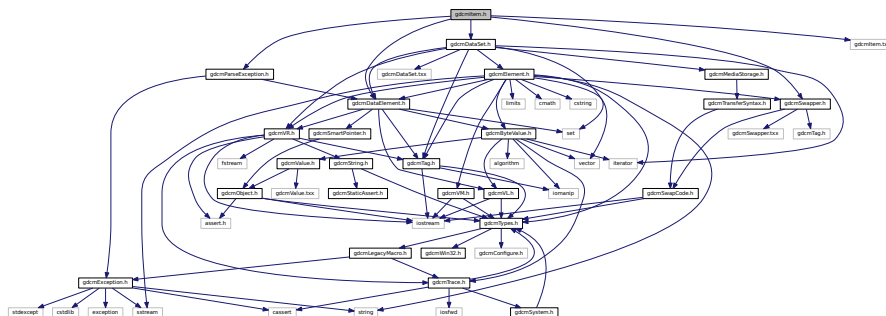 gdcmItem.h
gdcmDataSet.h
gdcmItem.tx
gdcmParseException.h
gdcmDataSet.txx
gdcmElement.h
gdcmMediaStorage.h
gdcmDataElement.h
limits
cmath
cstring
gdcmTransferSyntax.h
gdcmSwapper.h
gdcmVR.h
gdcmSmartPointer.h
gdcmByteValue.h
set
gdcmSwapper.txx
gdcmTag.h
fstream
gdcmValue.h
gdcmString.h
gdcmTag.h
algorithm
vector
iterator
gdcmObject.h
gdcmValue.txx
gdcmStaticAssert.h
gdcmVM.h
gdcmVL.h
iomanip
gdcmSwapCode.h
assert.h
iostream
gdcmTypes.h
gdcmLegacyMacro.h
gdcmWin32.h
gdcmConfigure.h
gdcmException.h
gdcmTrace.h
stdexcept
cstdlib
exception
sstream
cassert
string
iosfwd
gdcmSystem.h